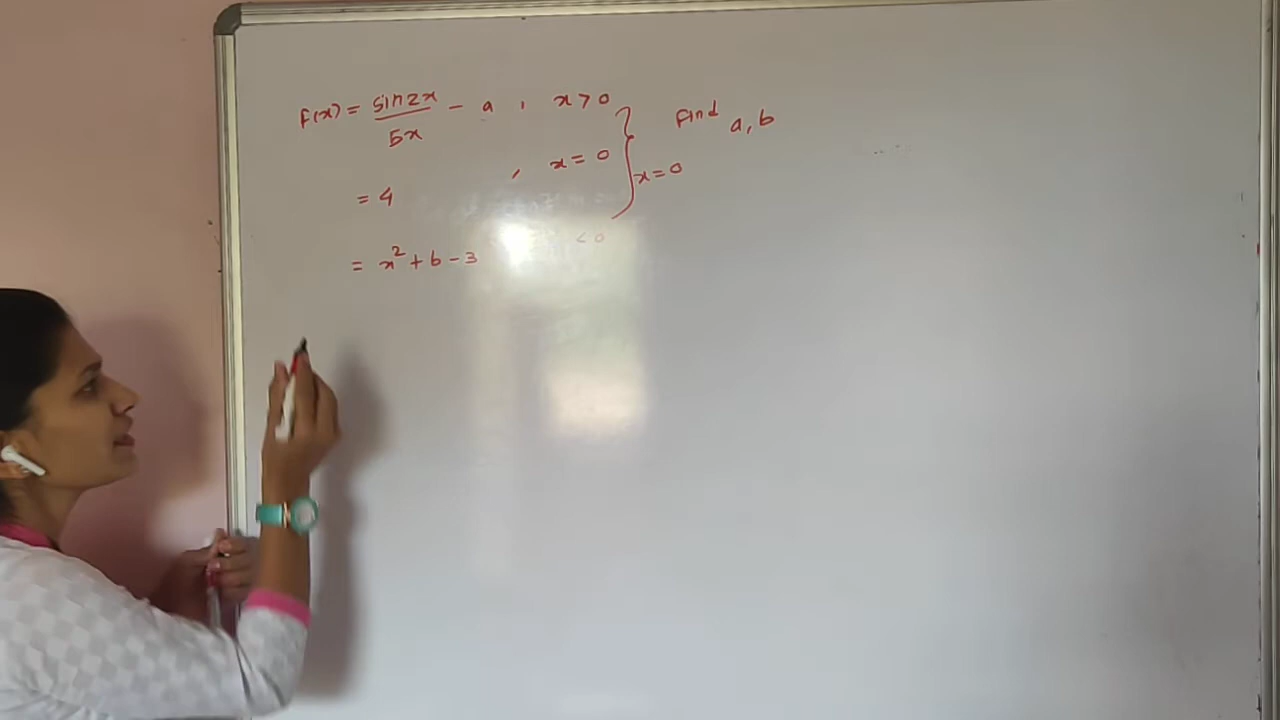 f(x) = sin2x/5x - a , x > 0
= 4 , x = 0
= x² + b - 3 < 0
Find a, b
x = 0